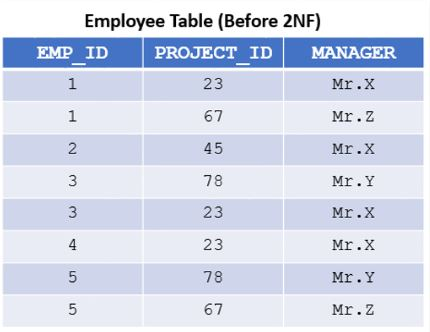 Employee Table (Before 2NF)
EMP_ID PROJECT_ID MANAGER
1 23 Mr.X
1 67 Mr.Z
2 45 Mr.X
3 78 Mr.Y
3 23 Mr.X
4 23 Mr.X
5 78 Mr.Y
5 67 Mr.Z